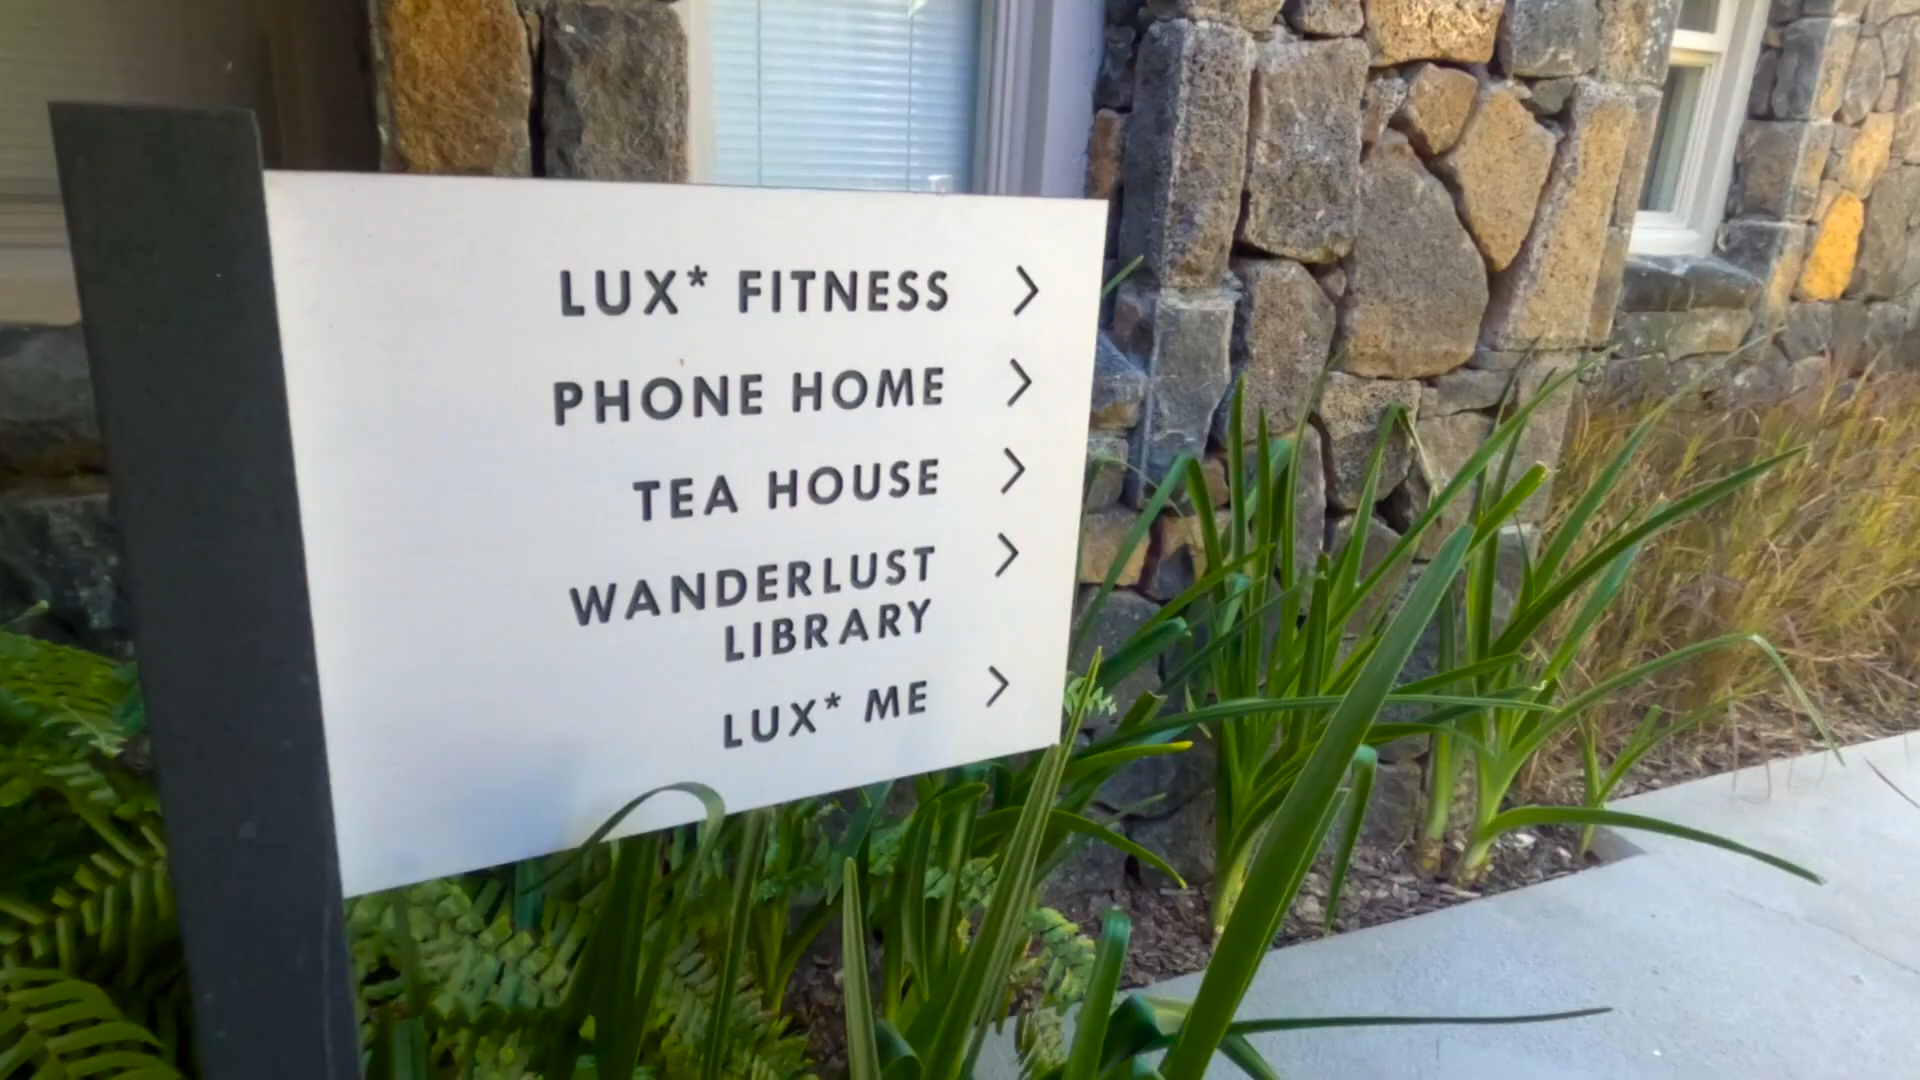 LUX* FITNESS >
PHONE HOME >
TEA HOUSE >
WANDERLUST >
LIBRARY
LUX* ME >